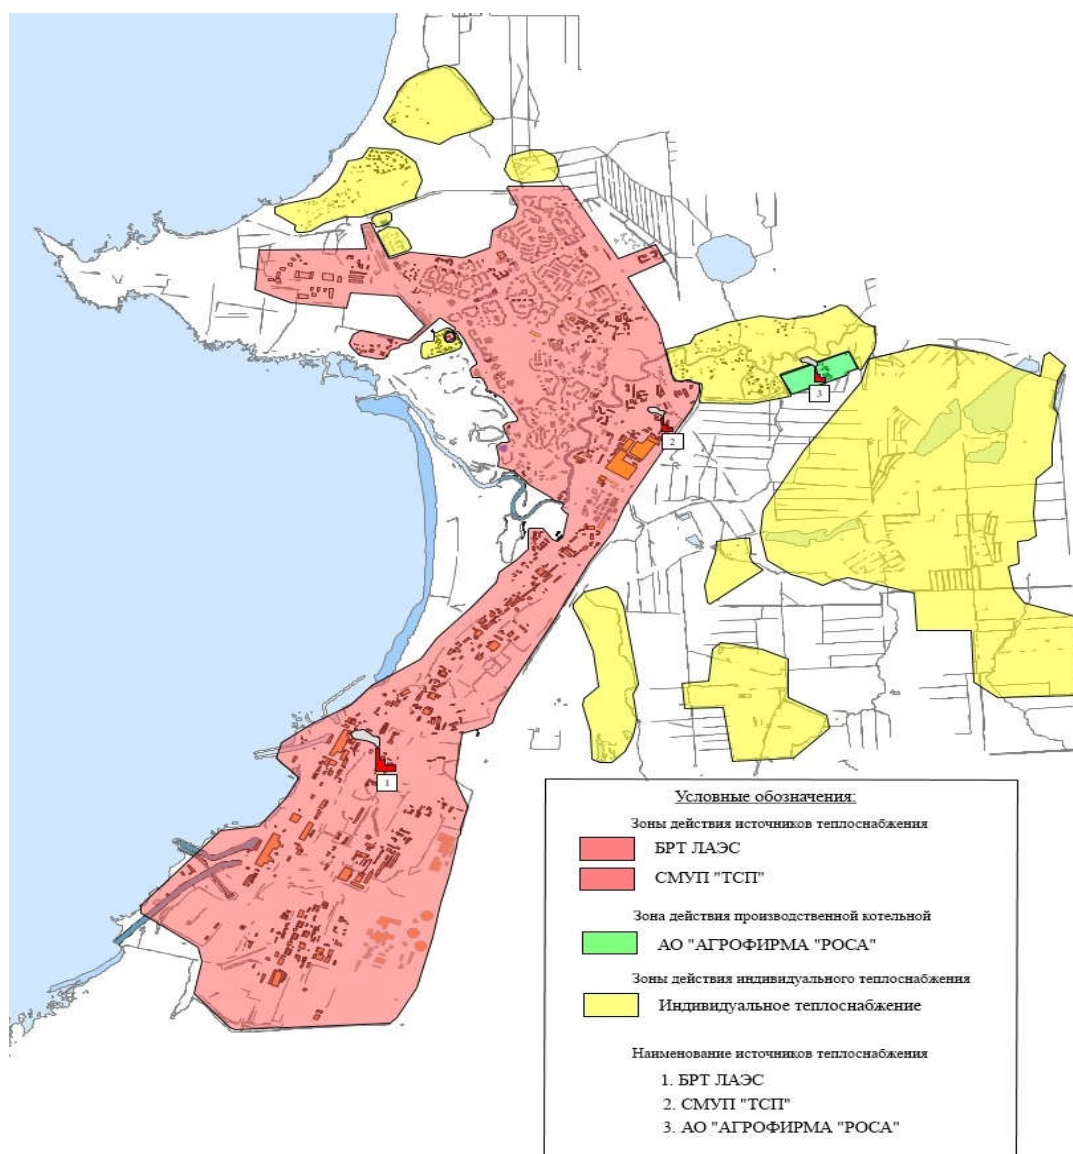 3
2
1
Условные обозначения:
Зоны действия источников теплоснабжения
БРТ ЛАЭС
СМУП "ТСП"
Зона действия производственной котельной
АО "АГРОФИРМА "РОСА"
Зоны действия индивидуального теплоснабжения
Индивидуальное теплоснабжение
Наименование источников теплоснабжения
1. БРТ ЛАЭС
2. СМУП "ТСП"
3. АО "АГРОФИРМА "РОСА"